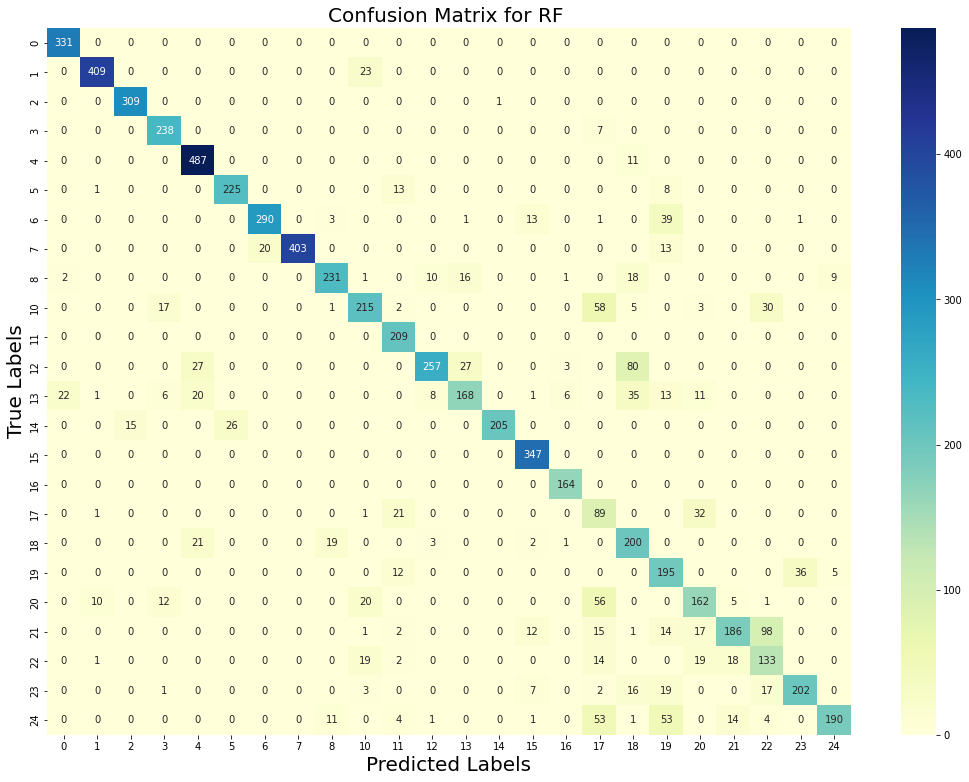 Confusion Matrix for RF
0 331 0 0 0 0 0 0 0 0 0 0 0 0 0 0 0 0 0 0 0 0 0 0 0
1 0 409 0 0 0 0 0 0 0 23 0 0 0 0 0 0 0 0 0 0 0 0 0 0
2 0 0 309 0 0 0 0 0 0 0 0 0 0 1 0 0 0 0 0 0 0 0 0 0
3 0 0 0 238 0 0 0 0 0 0 0 0 0 0 0 0 7 0 0 0 0 0 0 0
4 0 0 0 0 487 0 0 0 0 0 0 0 0 0 0 0 0 11 0 0 0 0 0 0
5 0 1 0 0 0 225 0 0 0 0 13 0 0 0 0 0 0 0 8 0 0 0 0 0
6 0 0 0 0 0 0 290 0 3 0 0 0 1 0 13 0 1 0 39 0 0 0 1 0
7 0 0 0 0 0 0 20 403 0 0 0 0 0 0 0 0 0 0 13 0 0 0 0 0
8 2 0 0 0 0 0 0 0 231 1 0 10 16 0 0 1 0 18 0 0 0 0 0 9
10 0 0 0 17 0 0 0 0 1 215 2 0 0 0 0 0 58 5 0 3 0 30 0 0
11 0 0 0 0 0 0 0 0 0 0 209 0 0 0 0 0 0 0 0 0 0 0 0 0
12 0 0 0 0 27 0 0 0 0 0 0 257 27 0 0 3 0 80 0 0 0 0 0 0
13 22 1 0 6 20 0 0 0 0 0 0 8 168 0 1 6 0 35 13 11 0 0 0 0
14 0 0 15 0 0 26 0 0 0 0 0 0 0 205 0 0 0 0 0 0 0 0 0 0
15 0 0 0 0 0 0 0 0 0 0 0 0 0 0 347 0 0 0 0 0 0 0 0 0
16 0 0 0 0 0 0 0 0 0 0 0 0 0 0 0 164 0 0 0 0 0 0 0 0
17 0 1 0 0 0 0 0 0 0 1 21 0 0 0 0 0 89 0 0 32 0 0 0 0
18 0 0 0 0 21 0 0 0 19 0 0 3 0 0 2 1 0 200 0 0 0 0 0 0
19 0 0 0 0 0 0 0 0 0 0 12 0 0 0 0 0 0 0 195 0 0 0 36 5
20 0 10 0 12 0 0 0 0 0 20 0 0 0 0 0 0 56 0 0 162 5 1 0 0
21 0 0 0 0 0 0 0 0 0 1 2 0 0 0 12 0 15 1 14 17 186 98 0 0
22 0 1 0 0 0 0 0 0 0 19 2 0 0 0 0 0 14 0 0 19 18 133 0 0
23 0 0 0 1 0 0 0 0 0 3 0 0 0 0 7 0 2 16 19 0 0 17 202 0
24 0 0 0 0 0 0 0 0 11 0 4 1 0 0 1 0 53 1 53 0 14 4 0 190
0 1 2 3 4 5 6 7 8 10 11 12 13 14 15 16 17 18 19 20 21 22 23 24
Predicted Labels
True Labels
400
300
200
100
0